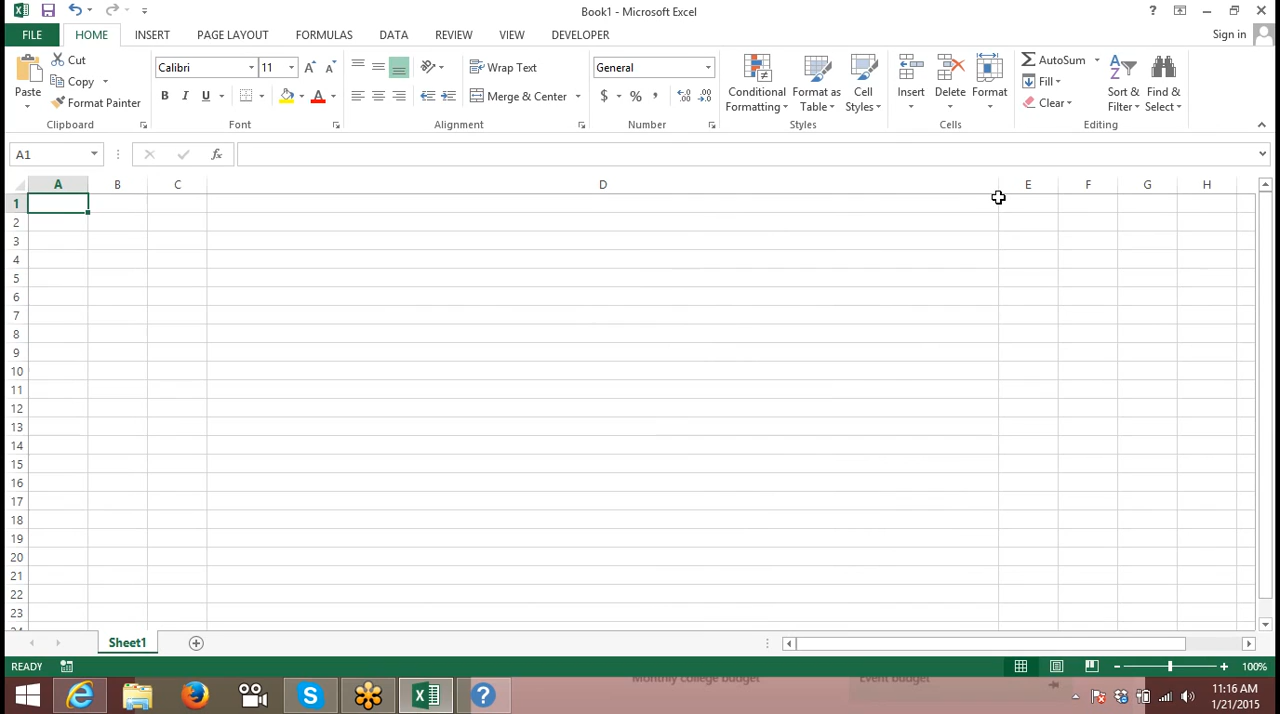 Book1 - Microsoft Excel
?
FILE HOME INSERT PAGE LAYOUT FORMULAS DATA REVIEW VIEW DEVELOPER Sign in
Paste
Cut
Copy
Format Painter
Clipboard
Calibri 11
B I U A
Font
Wrap Text
Merge & Center
Alignment
General
$ % ,
Number
Conditional Formatting
Format as Table
Cell Styles
Styles
Insert
Delete
Format
Cells
AutoSum
Fill
Clear
Sort & Filter
Find & Select
Editing
A1 fx
A B C D E F G H
1
2
3
4
5
6
7
8
9
10
11
12
13
14
15
16
17
18
19
20
21
22
23
24
Sheet1
READY 100%
Monthly college budget Event budget
11:16 AM
1/21/2015